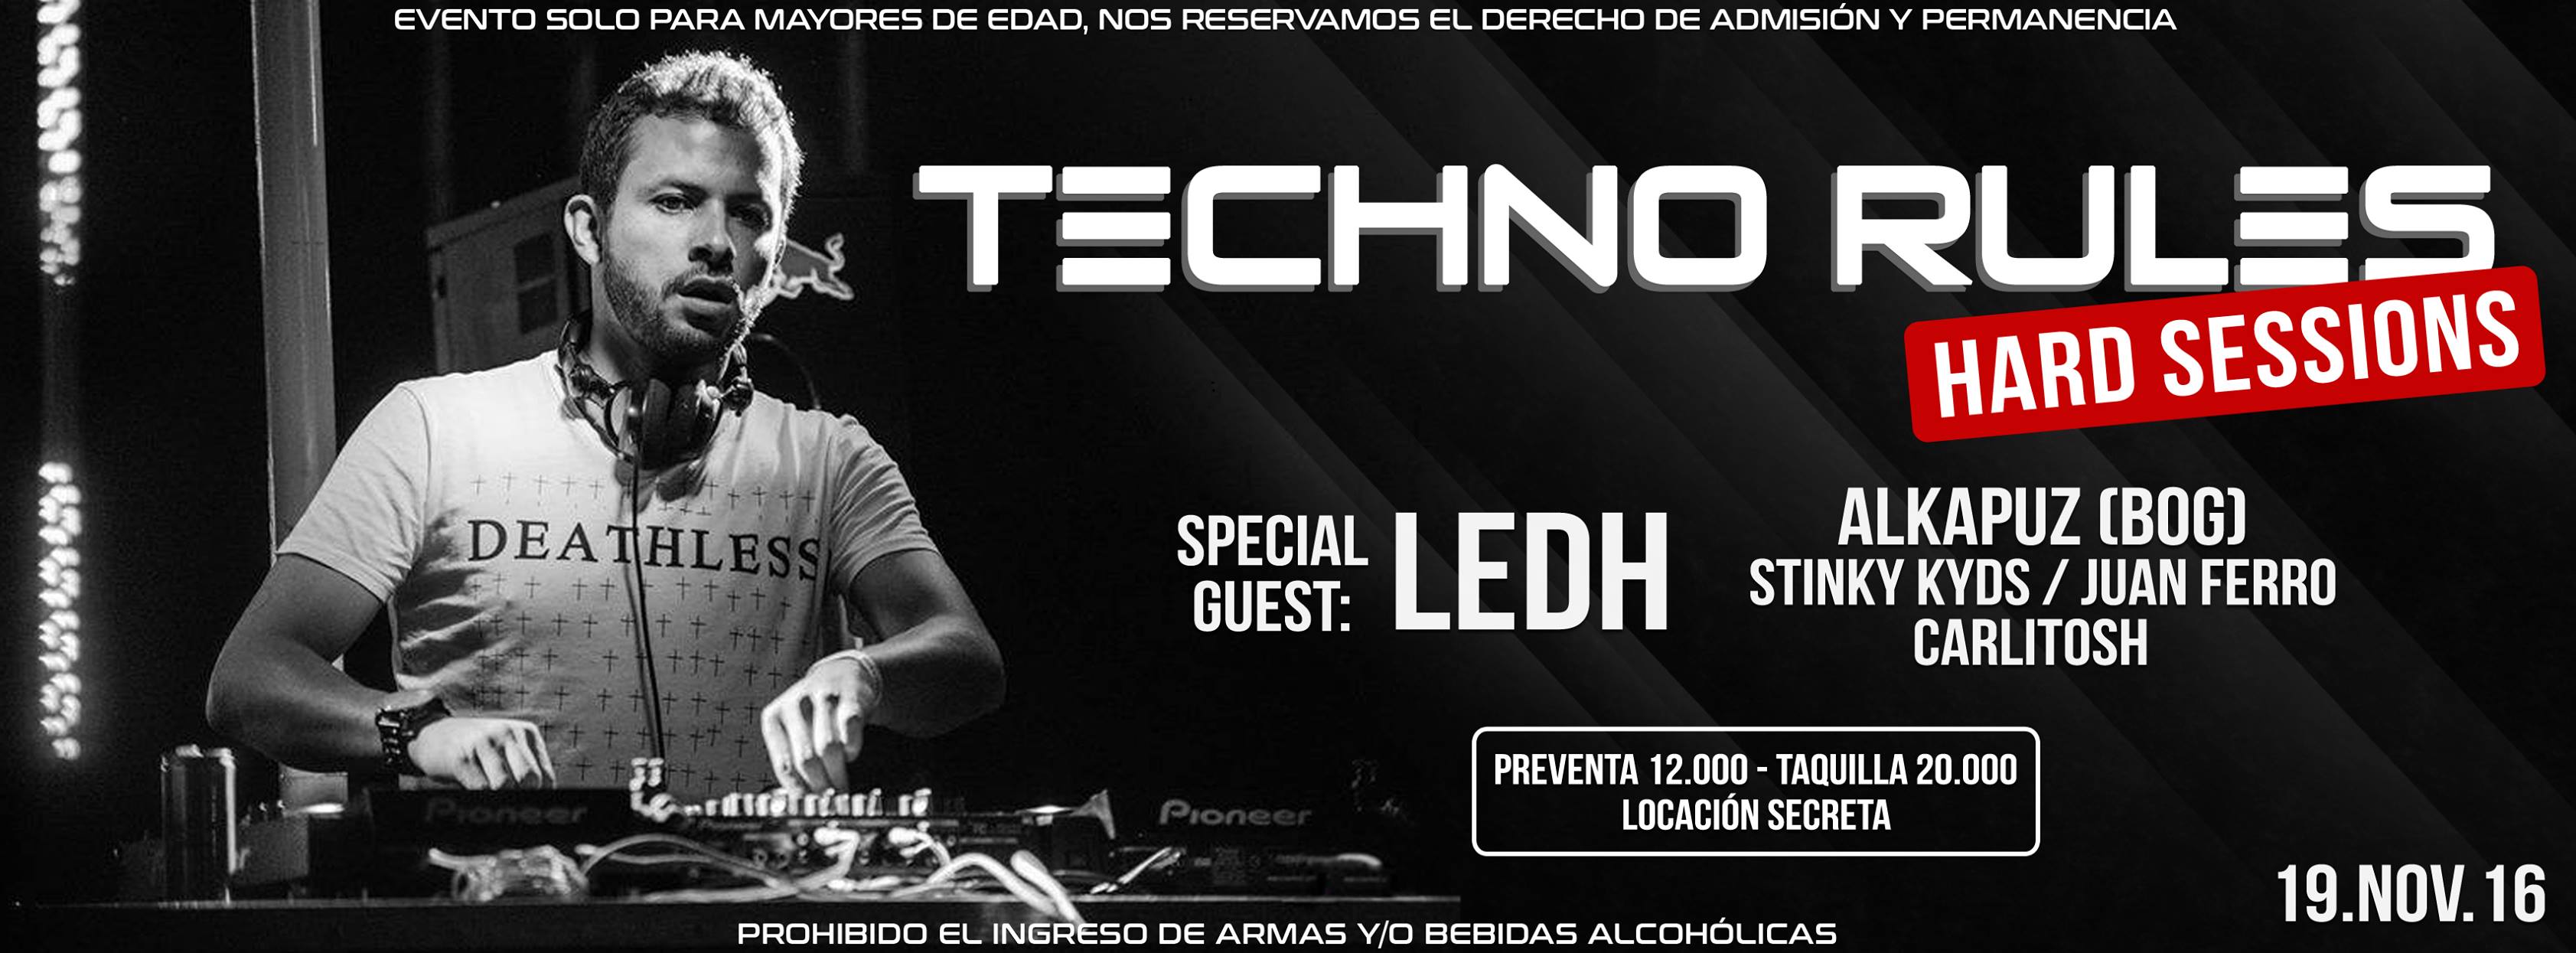 EVENTO SOLO PARA MAYORES DE EDAD, NOS RESERVAMOS EL DERECHO DE ADMISIÓN Y PERMANENCIA
TECHNO RULES
HARD SESSIONS
DEATHLESS
SPECIAL
GUEST:
LEDH
ALKAPUZ (BOG)
STINKY KYDS / JUAN FERRO
CARLITOSH
PREVENTA 12.000 - TAQUILLA 20.000
LOCACIÓN SECRETA
Pioneer
Pioneer
19.NOV.16
PROHIBIDO EL INGRESO DE ARMAS Y/O BEBIDAS ALCOHÓLICAS